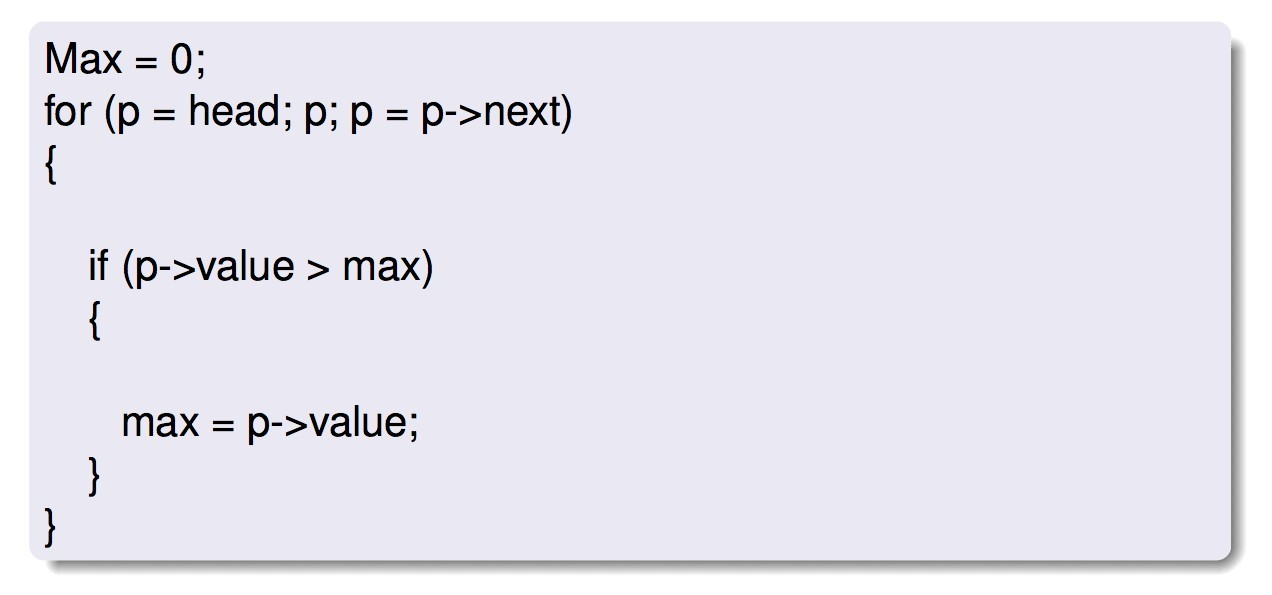 Max = 0;
for (p = head; p; p = p->next)
{
if (p->value > max)
{
max = p->value;
}
}